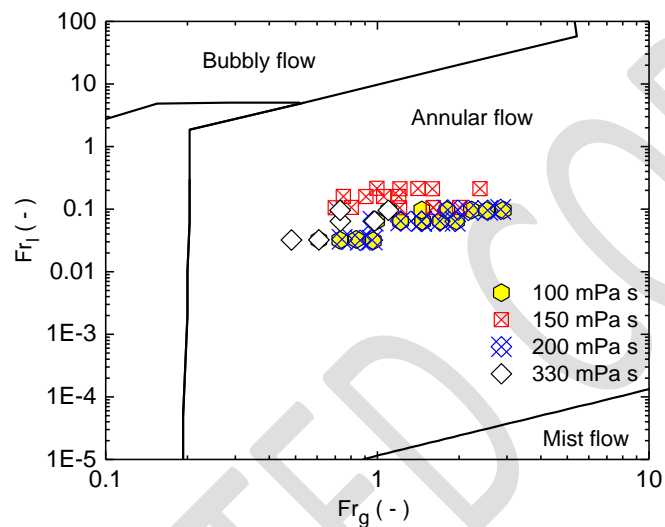 100
10
1
0.1
0.01
1E-3
1E-4
1E-5
Fr_l ( - )
Bubbly flow
Annular flow
100 mPa s
150 mPa s
200 mPa s
330 mPa s
Mist flow
0.1
1
10
Fr_g ( - )